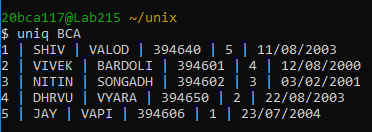 20bca117@Lab215 ~/unix
$ uniq BCA
1 | SHIV | VALOD | 394640 | 5 | 11/08/2003
2 | VIVEK | BARDOLI | 394601 | 4 | 12/08/2000
3 | NITIN | SONGADH | 394602 | 3 | 03/02/2001
4 | DHRVU | VYARA | 394650 | 2 | 22/08/2003
5 | JAY | VAPI | 394606 | 1 | 23/07/2004